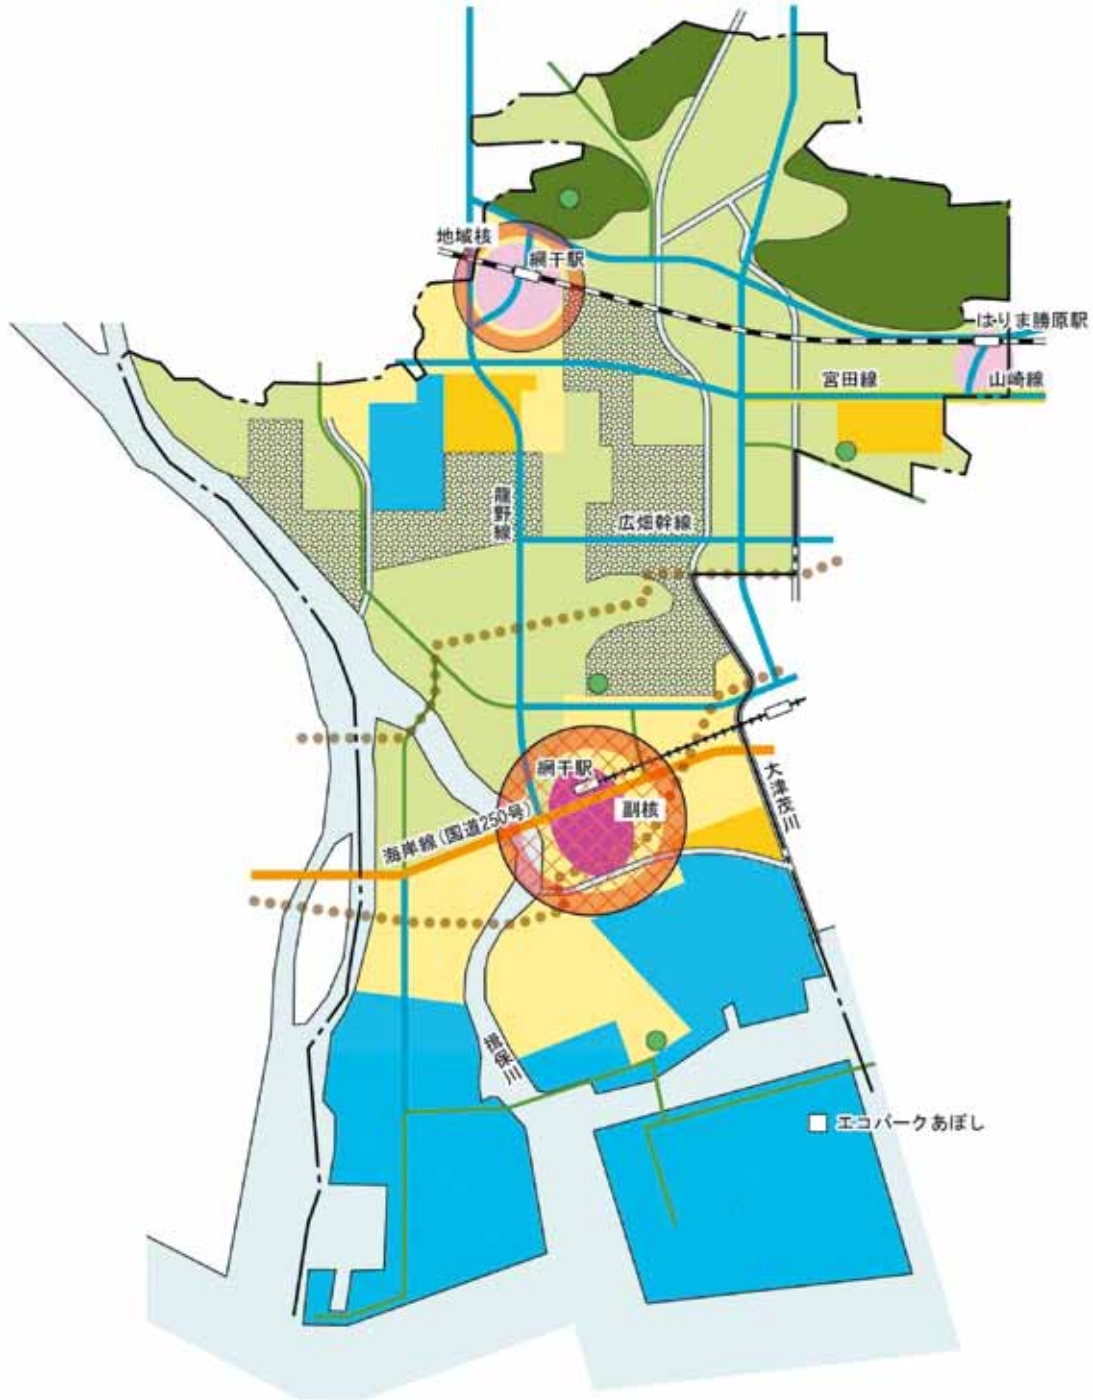 地域核
網干駅
はりま勝原駅
宮田線
山崎線
龍野線
広畑幹線
網干駅
副核
大津茂川
海岸線(国道250号)
揖保川
エコパークあぼし